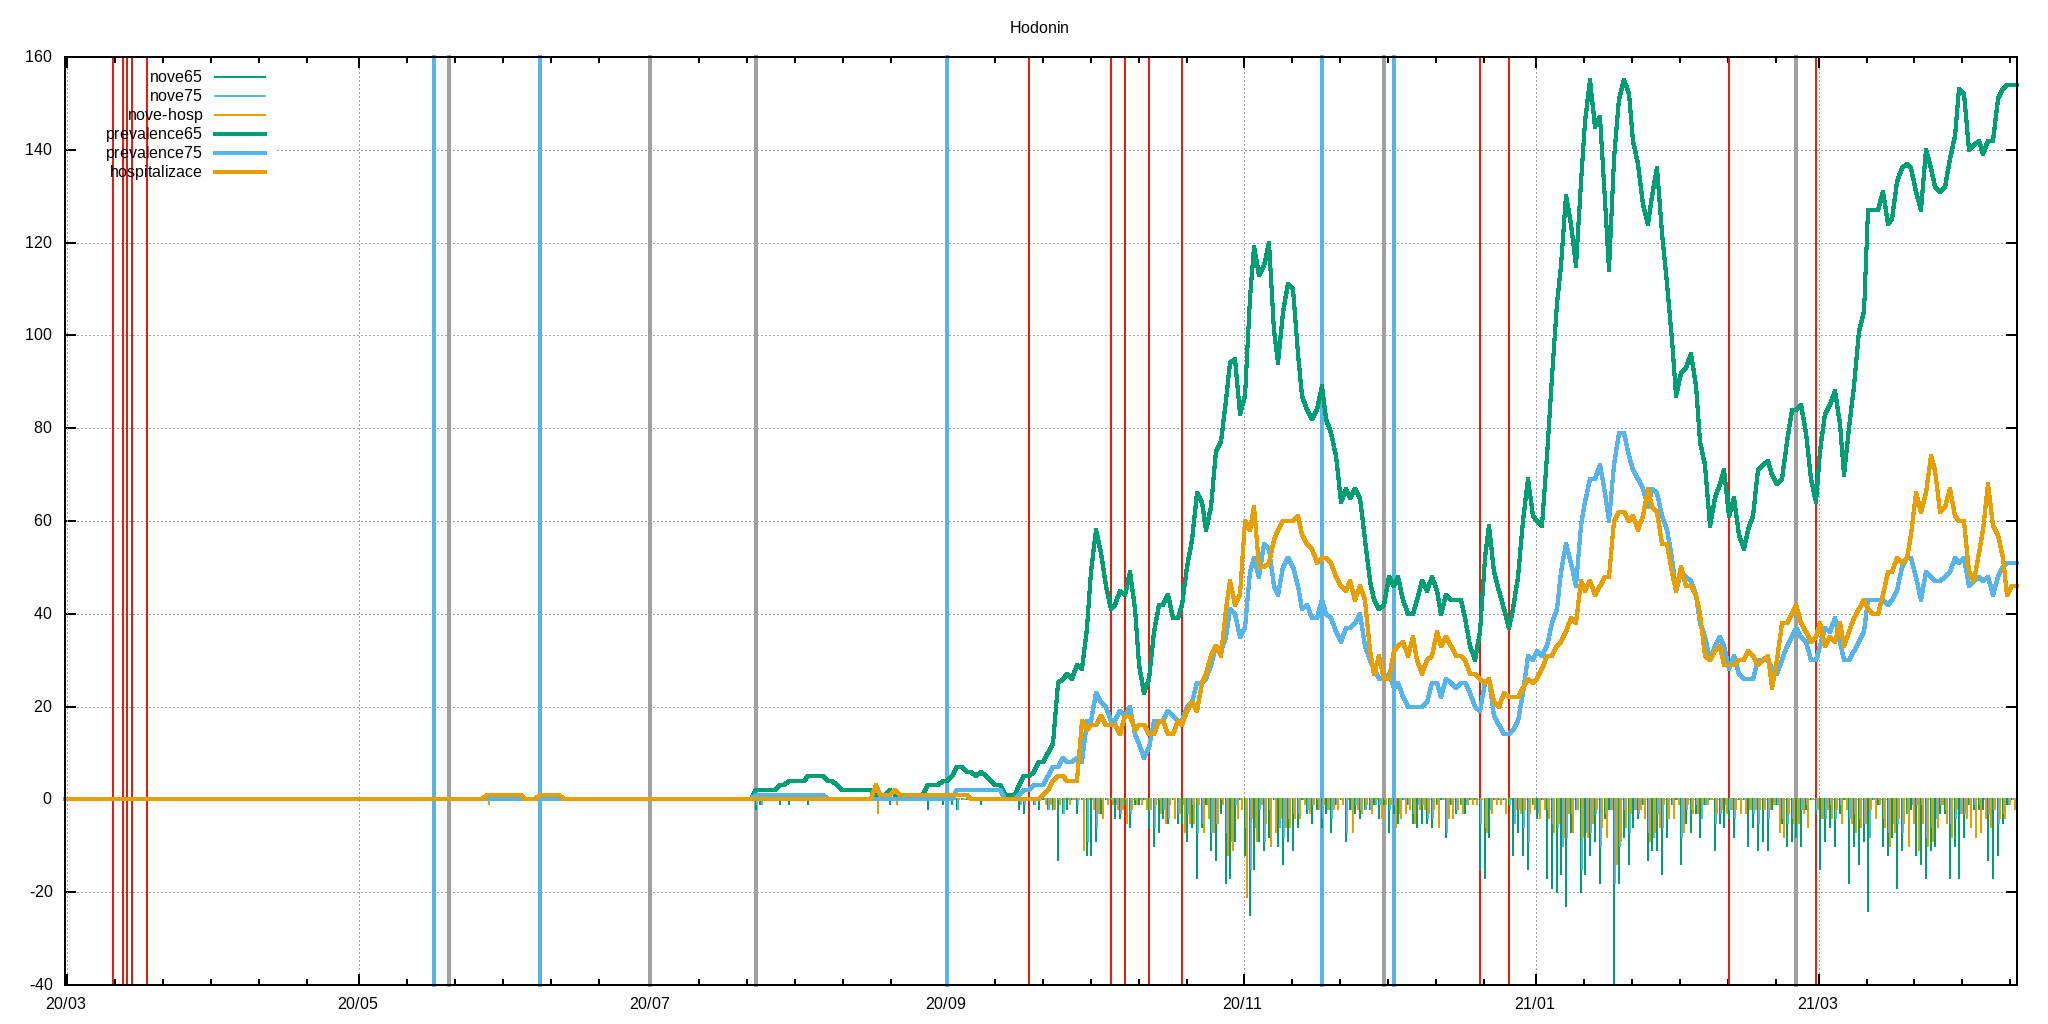 Hodonin
160
140
120
100
80
60
40
20
0
-20
-40
nove65
nove75
nove-hosp
prevalence65
prevalence75
hospitalizace
20/03 20/05 20/07 20/09 20/11 21/01 21/03